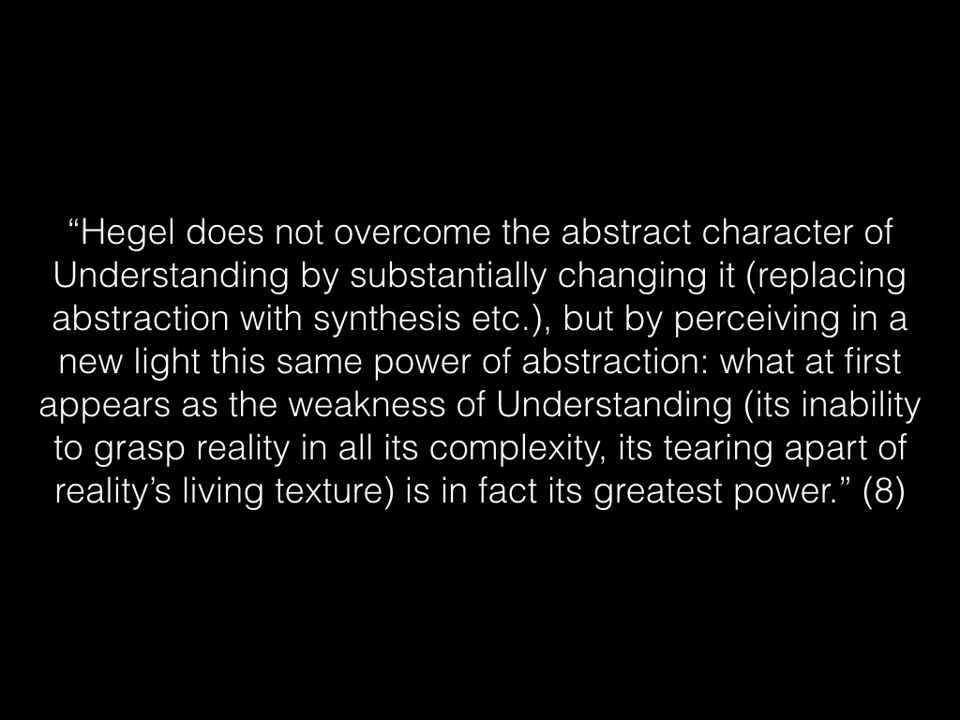 “Hegel does not overcome the abstract character of
Understanding by substantially changing it (replacing
abstraction with synthesis etc.), but by perceiving in a
new light this same power of abstraction: what at first
appears as the weakness of Understanding (its inability
to grasp reality in all its complexity, its tearing apart of
reality’s living texture) is in fact its greatest power.” (8)